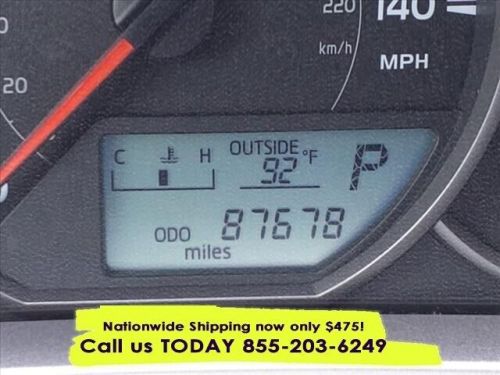 220
140
km/h
MPH
20
C H
OUTSIDE
92 °F
P
ODO 87678
miles
Nationwide Shipping now only $475!
Call us TODAY 855-203-6249